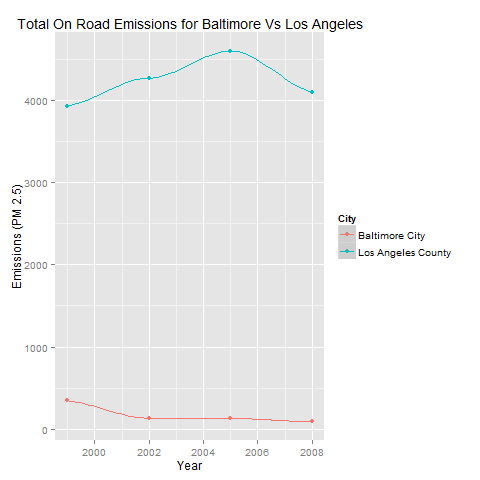 Total On Road Emissions for Baltimore Vs Los Angeles
4000
3000
2000
1000
0
Emissions (PM 2.5)
2000 2002 2004 2006 2008
Year
City
Baltimore City
Los Angeles County